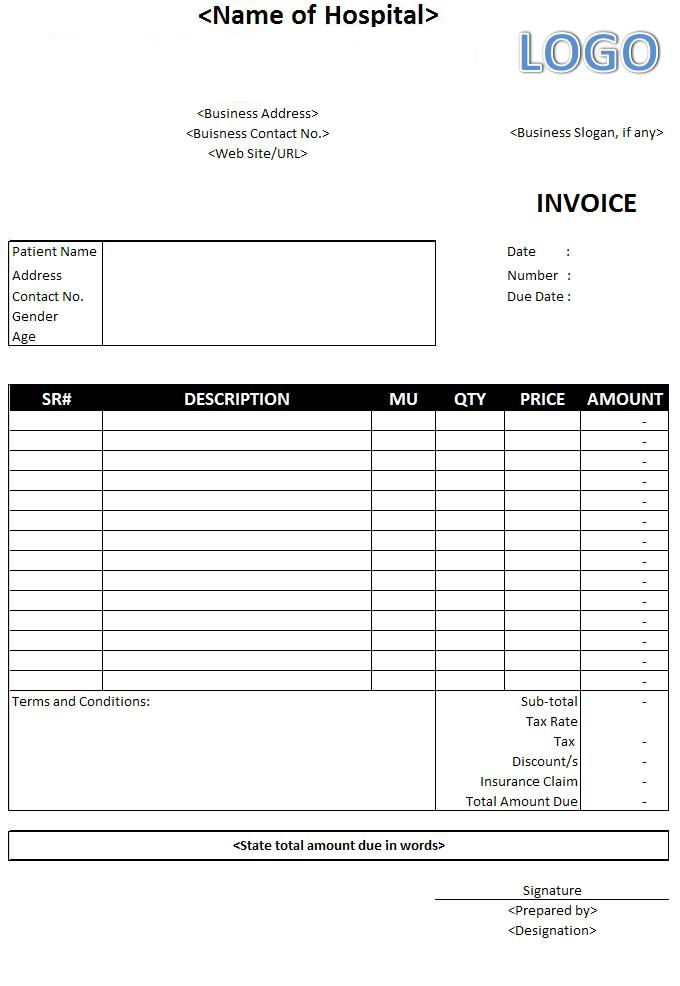 <Name of Hospital>
LOGO
<Business Address>
<Buisness Contact No.>
<Business Slogan, if any>
<Web Site/URL>
INVOICE
Patient Name
Date :
Address
Number :
Contact No.
Due Date :
Gender
Age
SR# DESCRIPTION MU QTY PRICE AMOUNT
-
-
-
-
-
-
-
-
-
-
-
-
-
-
Terms and Conditions:
Sub-total -
Tax Rate
Tax -
Discount/s -
Insurance Claim -
Total Amount Due -
<State total amount due in words>
Signature
<Prepared by>
<Designation>